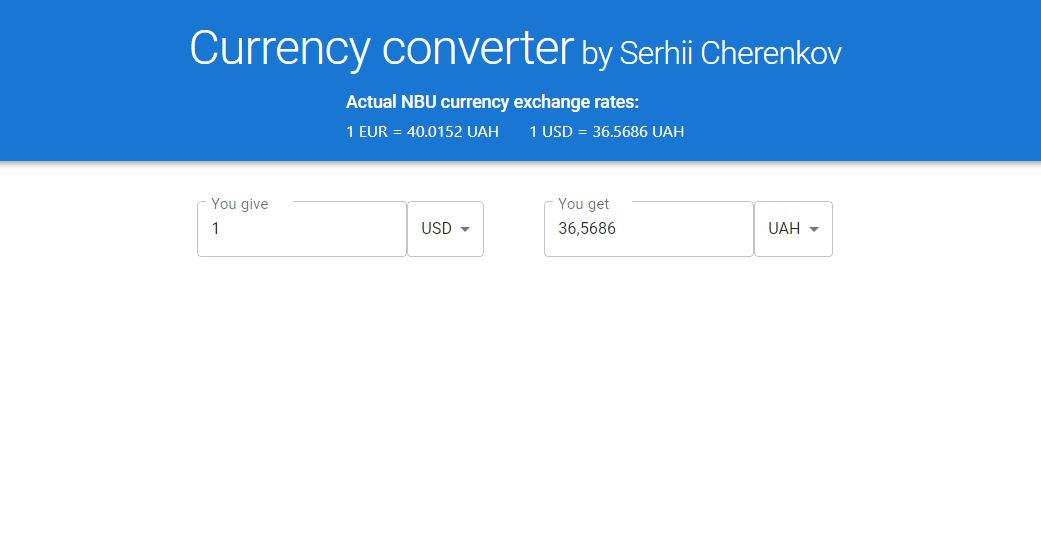 Currency converter by Serhii Cherenkov
Actual NBU currency exchange rates:
1 EUR = 40.0152 UAH 1 USD = 36.5686 UAH
You give You get
1 USD 36,5686 UAH